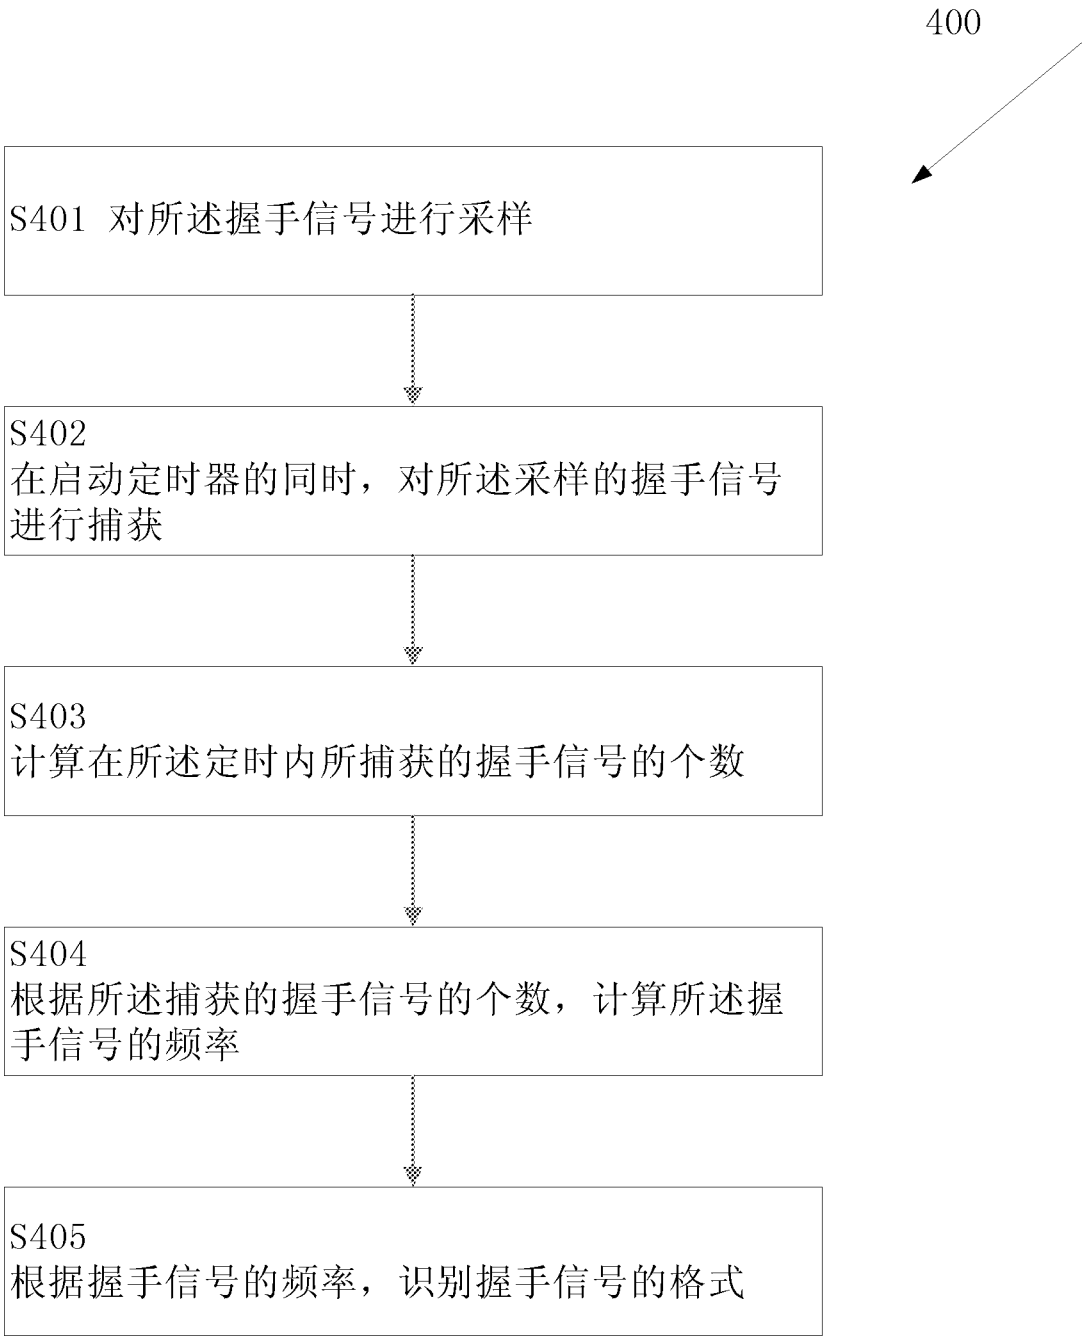 400
S401 对所述握手信号进行采样
S402
在启动定时器的同时，对所述采样的握手信号
进行捕获
S403
计算在所述定时内所捕获的握手信号的个数
S404
根据所述捕获的握手信号的个数，计算所述握
手信号的频率
S405
根据握手信号的频率，识别握手信号的格式